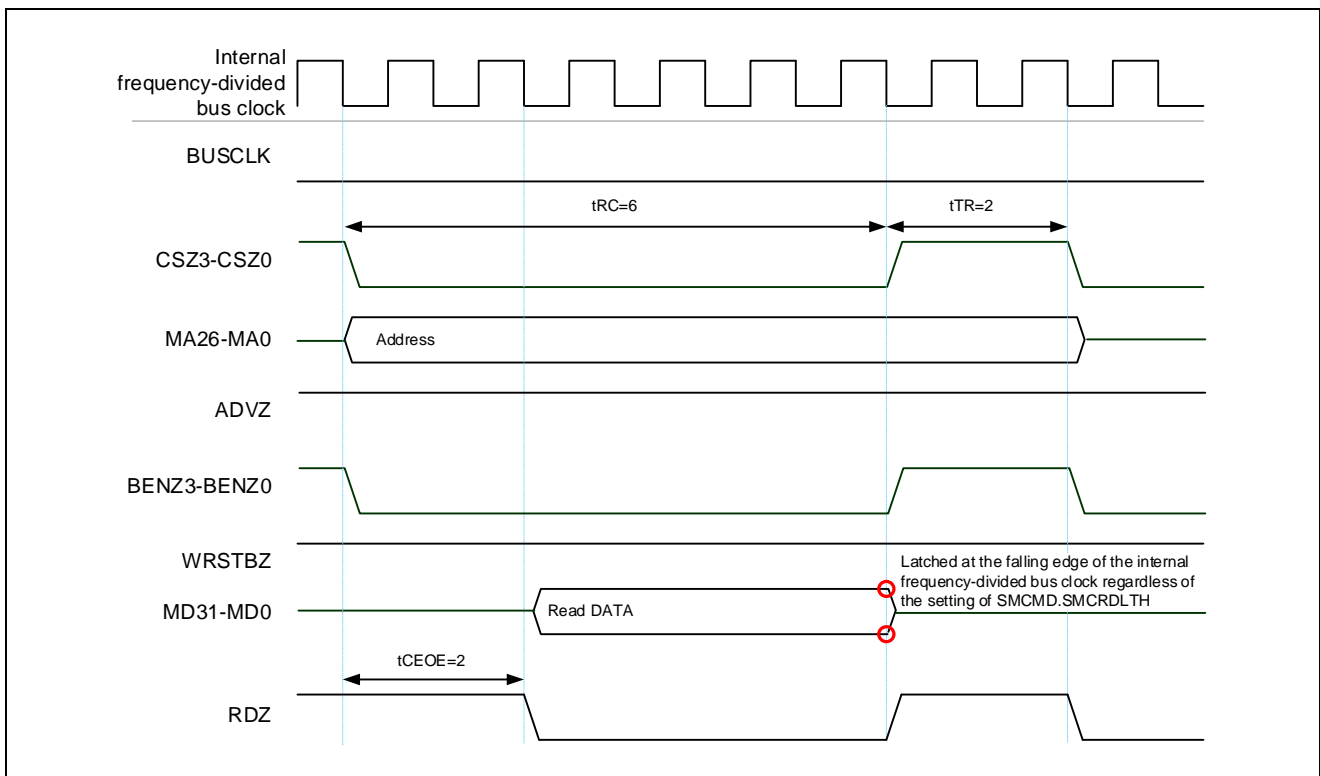 Internal
frequency-divided
bus clock
BUSCLK
tRC=6
tTR=2
CSZ3-CSZ0
MA26-MA0
Address
ADVZ
BENZ3-BENZ0
WRSTBZ
Latched at the falling edge of the internal
frequency-divided bus clock regardless of
the setting of SMCMD.SMCRDLTH
MD31-MD0
Read DATA
tCEOE=2
RDZ